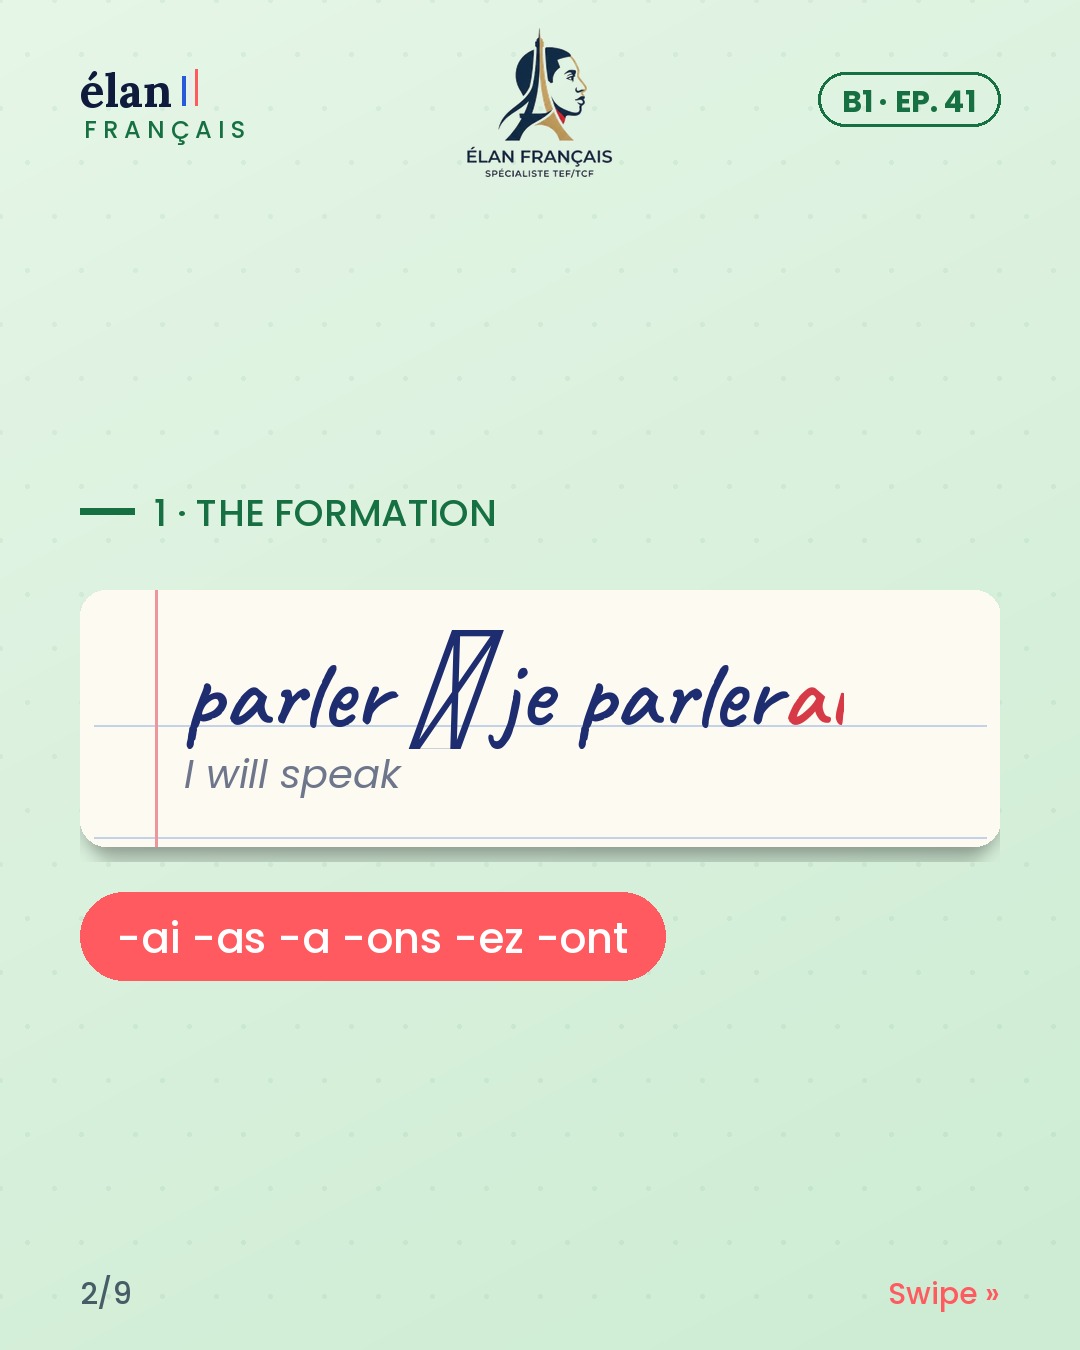 élan
FRANÇAIS
ÉLAN FRANÇAIS
SPÉCIALISTE TEF/TCF
B1 · EP. 41
1 · THE FORMATION
parler je parlerai
I will speak
-ai -as -a -ons -ez -ont
2/9
Swipe »